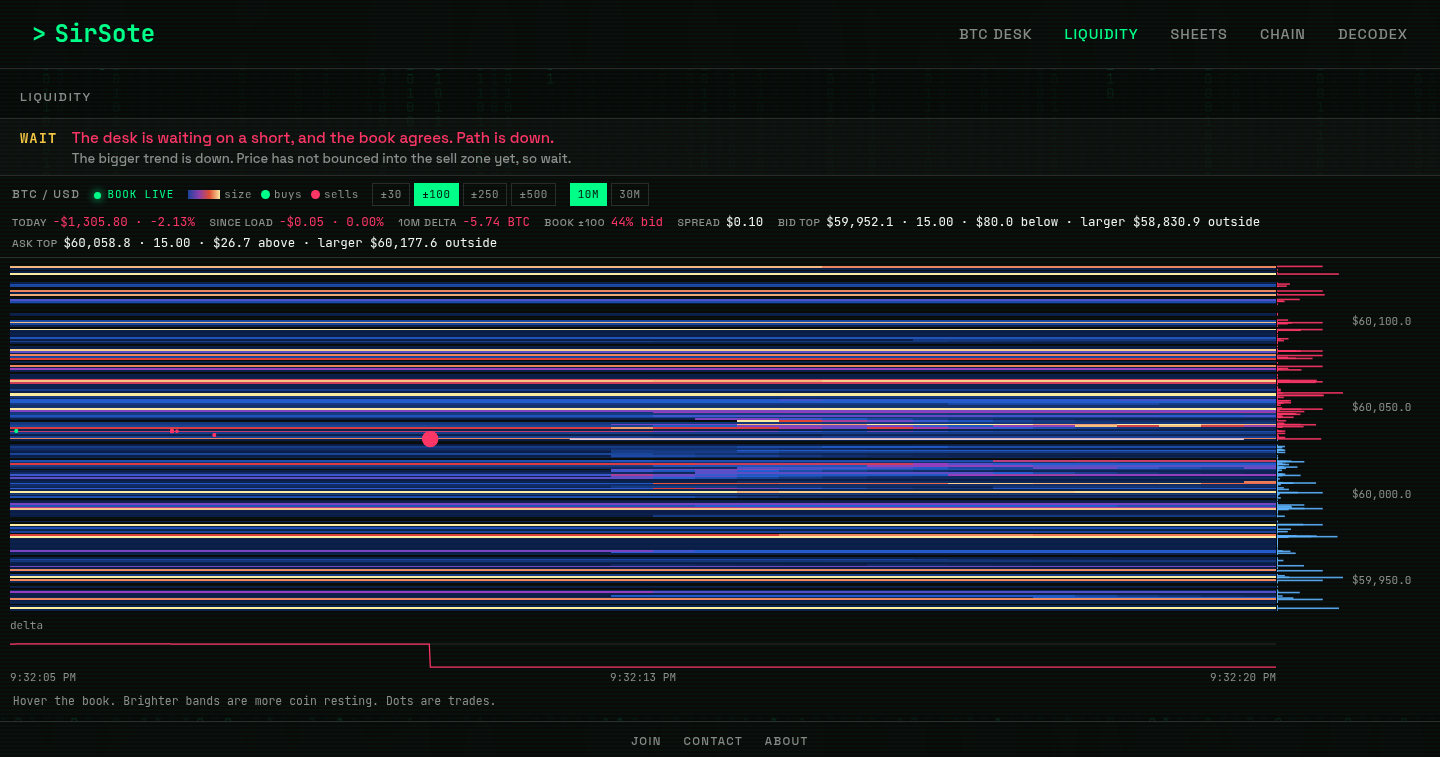 > SirSote
BTC DESK LIQUIDITY SHEETS CHAIN DECODEX
LIQUIDITY
WAIT The desk is waiting on a short, and the book agrees. Path is down.
The bigger trend is down. Price has not bounced into the sell zone yet, so wait.
BTC / USD BOOK LIVE size buys sells ±30 ±100 ±250 ±500 10M 30M
TODAY -$1,305.80 · -2.13% SINCE LOAD -$0.05 · 0.00% 10M DELTA -5.74 BTC BOOK ±100 44% bid SPREAD $0.10 BID TOP $59,952.1 · 15.00 · $80.0 below · larger $58,830.9 outside
ASK TOP $60,058.8 · 15.00 · $26.7 above · larger $60,177.6 outside
$60,100.0
$60,050.0
$60,000.0
$59,950.0
delta
9:32:05 PM 9:32:13 PM 9:32:20 PM
Hover the book. Brighter bands are more coin resting. Dots are trades.
JOIN CONTACT ABOUT